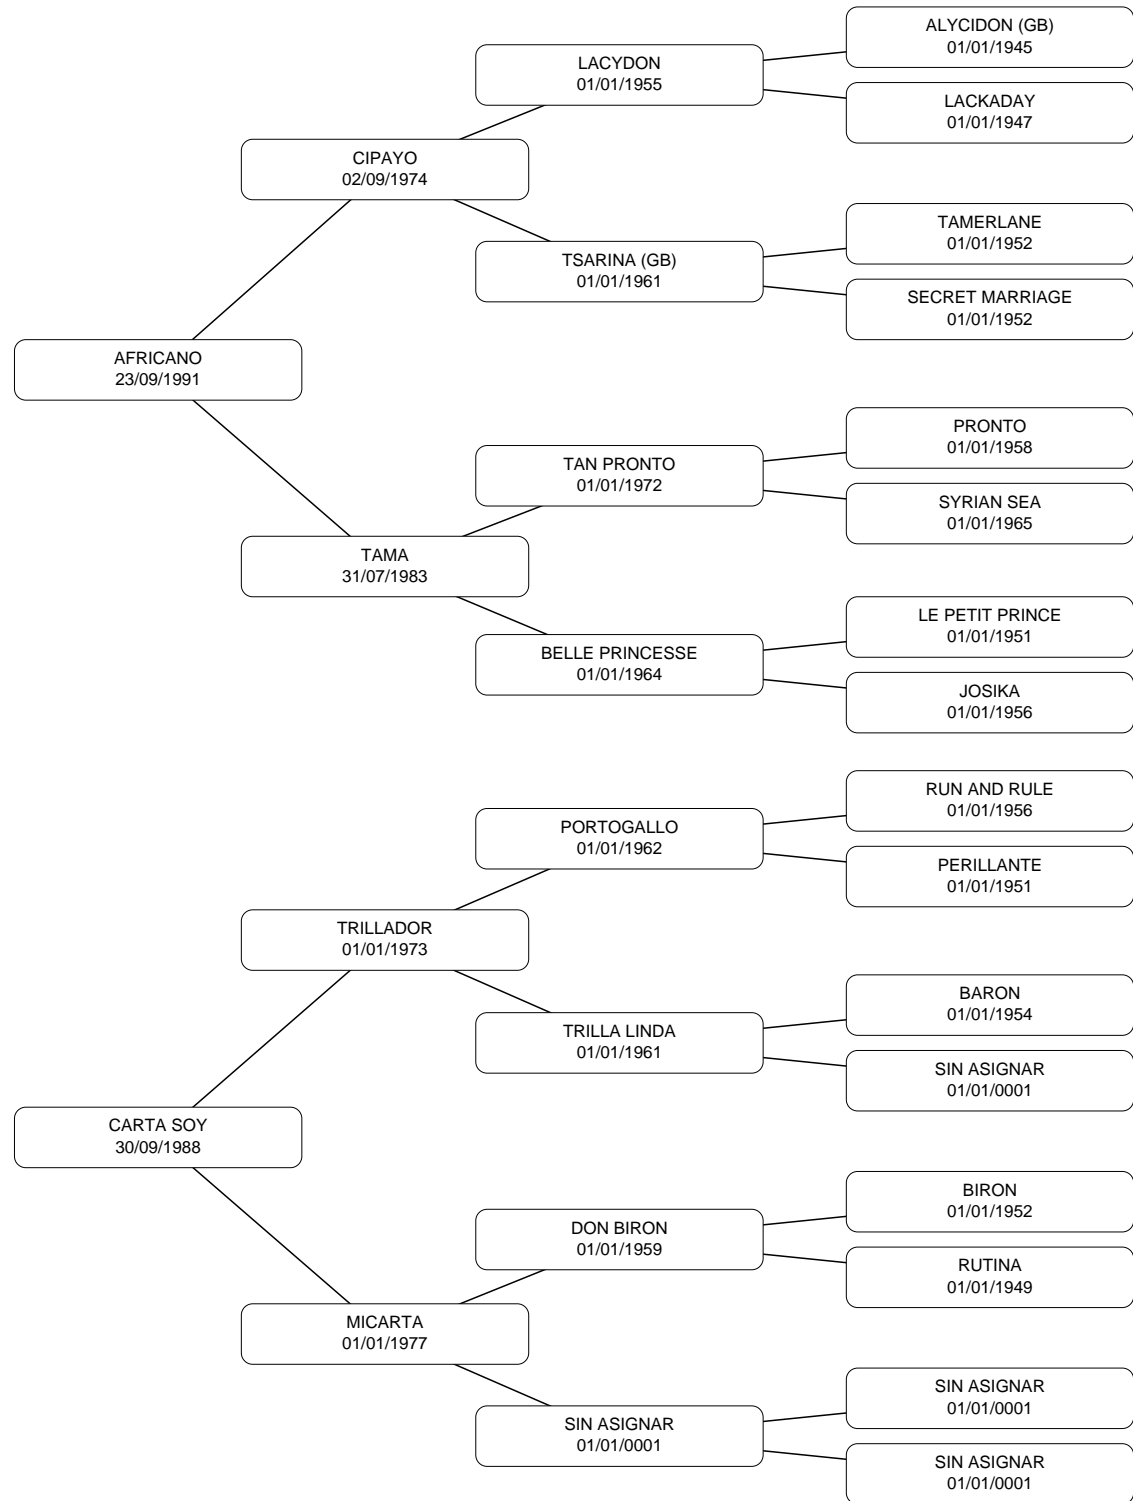 ALYCIDON (GB)
01/01/1945
LACYDON
01/01/1955
LACKADAY
01/01/1947
CIPAYO
02/09/1974
TAMERLANE
01/01/1952
TSARINA (GB)
01/01/1961
SECRET MARRIAGE
01/01/1952
AFRICANO
23/09/1991
PRONTO
01/01/1958
TAN PRONTO
01/01/1972
SYRIAN SEA
01/01/1965
TAMA
31/07/1983
LE PETIT PRINCE
01/01/1951
BELLE PRINCESSE
01/01/1964
JOSIKA
01/01/1956
RUN AND RULE
01/01/1956
PORTOGALLO
01/01/1962
PERILLANTE
01/01/1951
TRILLADOR
01/01/1973
BARON
01/01/1954
TRILLA LINDA
01/01/1961
SIN ASIGNAR
01/01/0001
CARTA SOY
30/09/1988
BIRON
01/01/1952
DON BIRON
01/01/1959
RUTINA
01/01/1949
MICARTA
01/01/1977
SIN ASIGNAR
01/01/0001
SIN ASIGNAR
01/01/0001
SIN ASIGNAR
01/01/0001